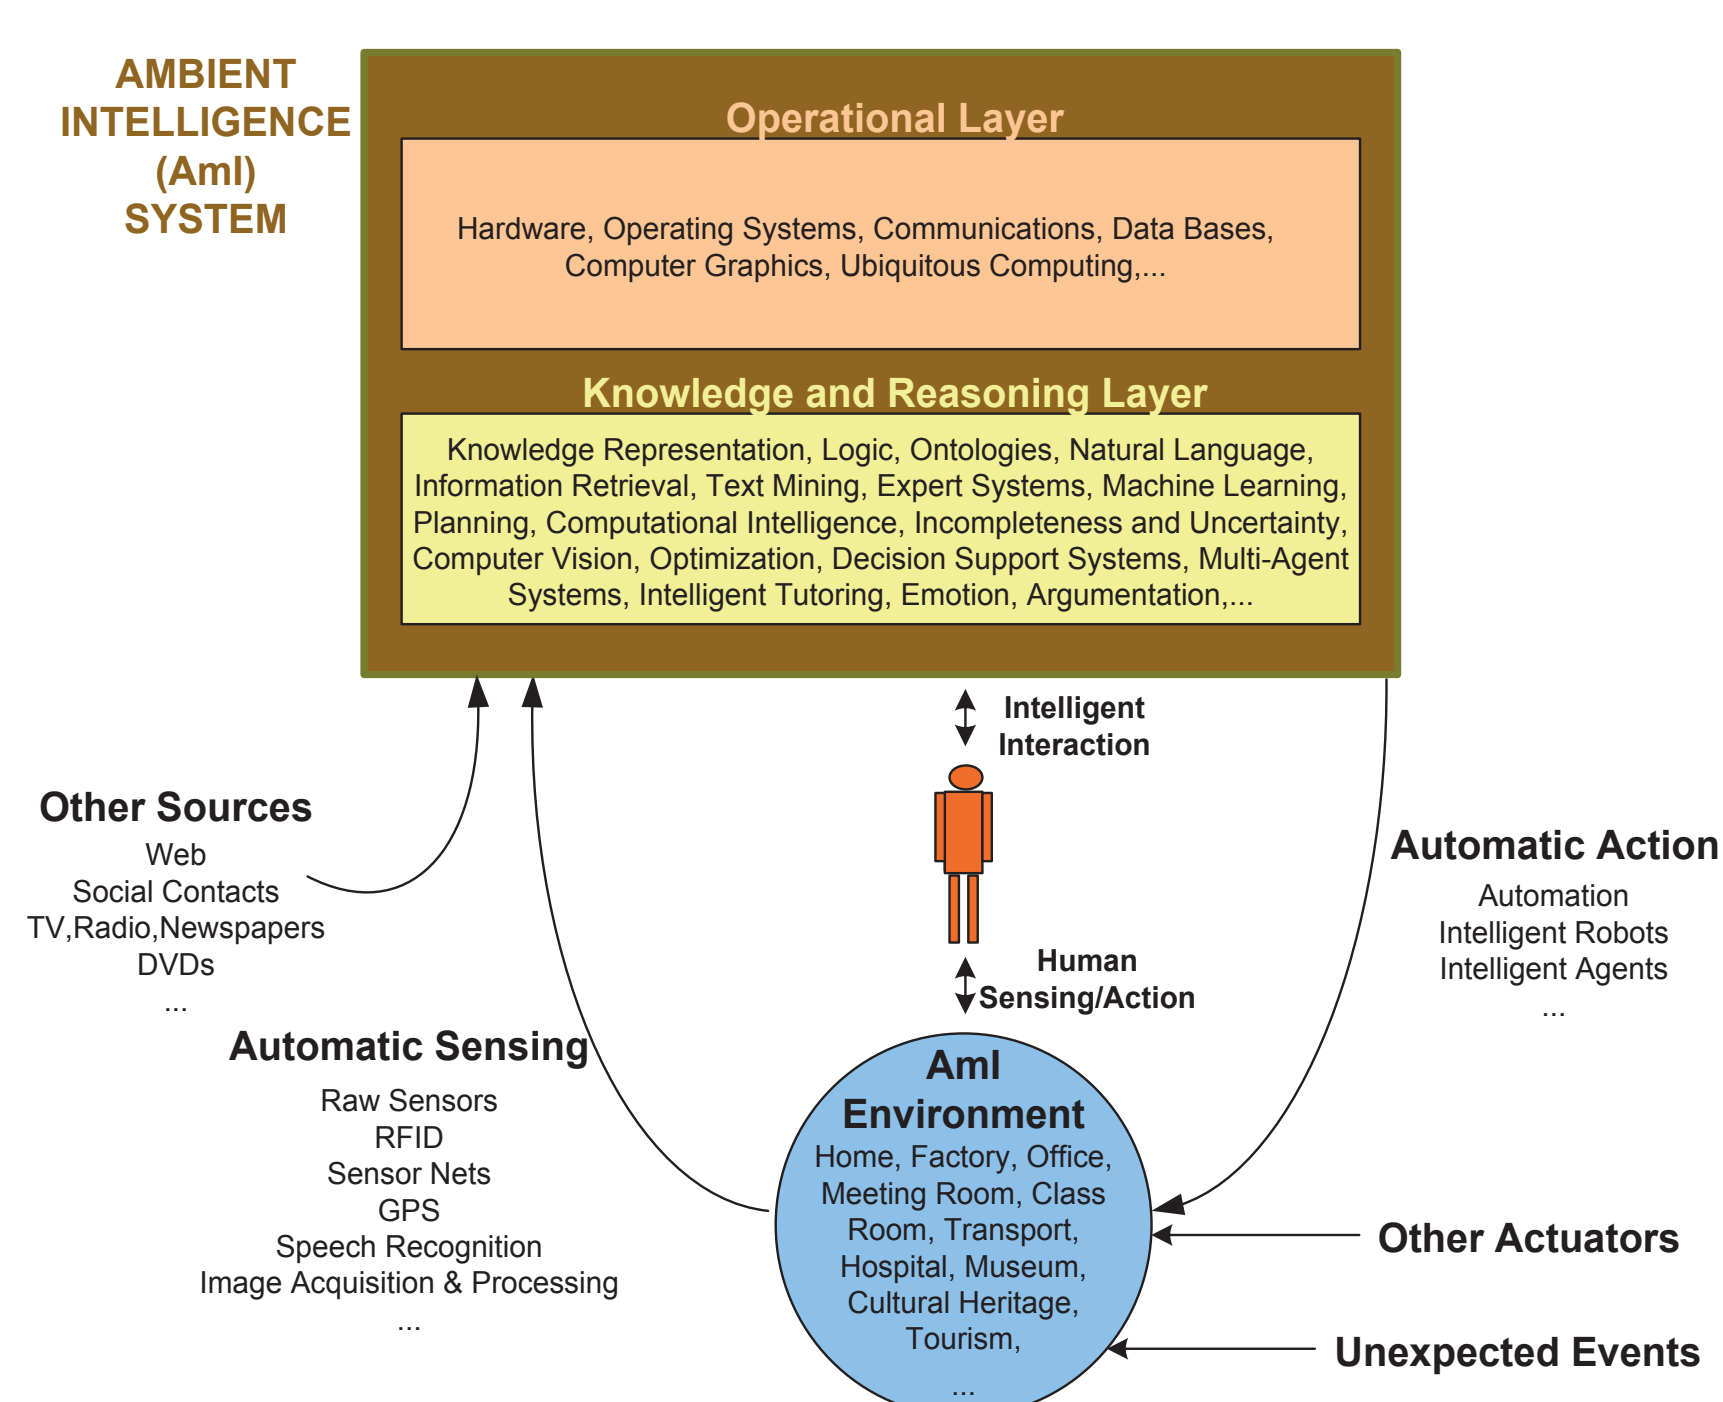 AMBIENT
INTELLIGENCE
(AmI)
SYSTEM
Operational Layer
Hardware, Operating Systems, Communications, Data Bases,
Computer Graphics, Ubiquitous Computing,...
Knowledge and Reasoning Layer
Knowledge Representation, Logic, Ontologies, Natural Language,
Information Retrieval, Text Mining, Expert Systems, Machine Learning,
Planning, Computational Intelligence, Incompleteness and Uncertainty,
Computer Vision, Optimization, Decision Support Systems, Multi-Agent
Systems, Intelligent Tutoring, Emotion, Argumentation,...
Intelligent
Interaction
Other Sources
Web
Social Contacts
TV,Radio,Newspapers
DVDs
...
Automatic Action
Automation
Intelligent Robots
Intelligent Agents
...
Human
Sensing/Action
Automatic Sensing
Raw Sensors
RFID
Sensor Nets
GPS
Speech Recognition
Image Acquisition & Processing
...
AmI
Environment
Home, Factory, Office,
Meeting Room, Class
Room, Transport,
Hospital, Museum,
Cultural Heritage,
Tourism,
...
Other Actuators
Unexpected Events